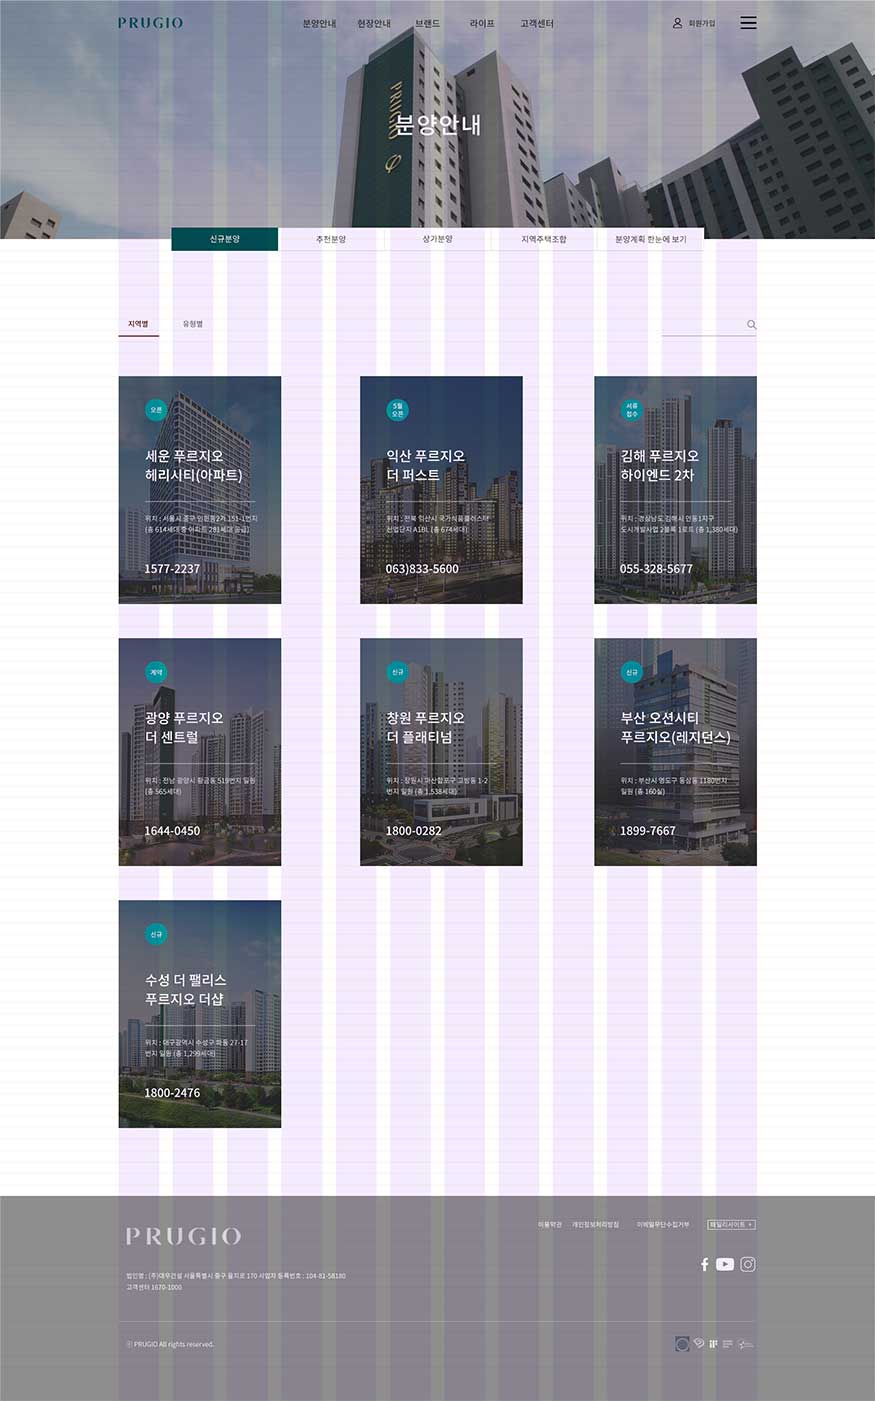 PRUGIO
분양안내 현장안내 브랜드 라이프 고객센터 회원가입
PRUGIO
분양안내
신규분양 추천분양 상가분양 지역주택조합 분양계획 한눈에 보기
지역별 유형별
오픈
세운 푸르지오
헤리시티(아파트)
위치 : 서울시 중구 인현동2가 151-1번지
(총 614세대 중 아파트 281세대 공급)
1577-2237
5월
오픈
익산 푸르지오
더 퍼스트
위치 : 전북 익산시 국가식품클러스터
산업단지 A1BL (총 674세대)
063)833-5600
서류
접수
김해 푸르지오
하이엔드 2차
위치 : 경상남도 김해시 안동1지구
도시개발사업 2블록 1로트 (총 1,380세대)
055-328-5677
계약
광양 푸르지오
더 센트럴
위치 : 전남 광양시 황금동 519번지 일원
(총 565세대)
1644-0450
신규
창원 푸르지오
더 플래티넘
위치 : 창원시 마산합포구 교방동 1-2
번지 일원 (총 1,538세대)
1800-0282
신규
부산 오션시티
푸르지오(레지던스)
위치 : 부산시 영도구 동삼동 1180번지
일원 (총 160실)
1899-7667
신규
수성 더 팰리스
푸르지오 더샵
위치 : 대구광역시 수성구 파동 27-17
번지 일원 (총 1,299세대)
1800-2476
PRUGIO
이용약관 개인정보처리방침 이메일무단수집거부 패밀리사이트
법인명 : (주)대우건설 서울특별시 중구 을지로 170 사업자 등록번호 : 104-81-58180
고객센터 1670-1000
ⓒ PRUGIO All rights reserved.